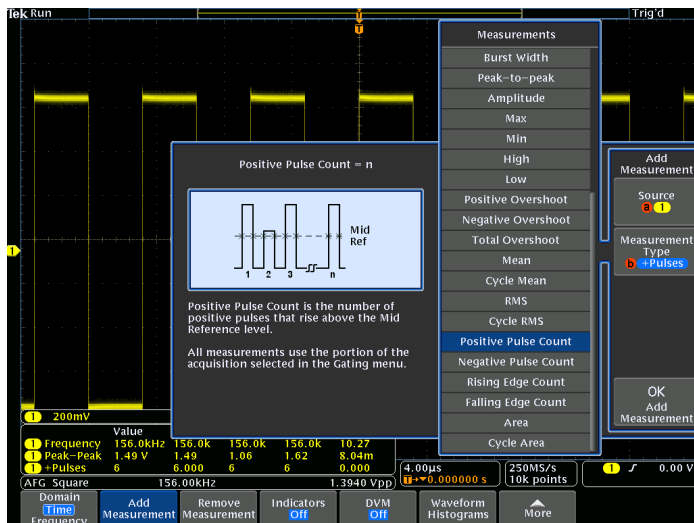 Tek Run
Trig'd
T
T
Measurements
Burst Width
Peak-to-peak
Amplitude
Max
Min
High
Low
Positive Overshoot
Negative Overshoot
Total Overshoot
Mean
Cycle Mean
RMS
Cycle RMS
Positive Pulse Count
Negative Pulse Count
Rising Edge Count
Falling Edge Count
Area
Cycle Area
Positive Pulse Count = n
Mid
Ref
1 2 3 n
Positive Pulse Count is the number of
positive pulses that rise above the Mid
Reference level.
All measurements use the portion of the
acquisition selected in the Gating menu.
Add
Measurement
Source
a 1
Measurement
Type
b +Pulses
OK
Add
Measurement
1
1 200mV
Value
1 Frequency 156.0kHz 156.0k 156.0k 156.0k 10.27
1 Peak-Peak 1.49 V 1.49 1.06 1.62 8.04m
1 +Pulses 6 6.000 6 6 0.000
AFG Square 156.00kHz 1.3940 Vpp
4.00µs
T→▼0.000000 s
250MS/s
10k points
1 0.00 V
Domain
Time
Frequency
Add
Measurement
Remove
Measurement
Indicators
Off
DVM
Off
Waveform
Histograms
More